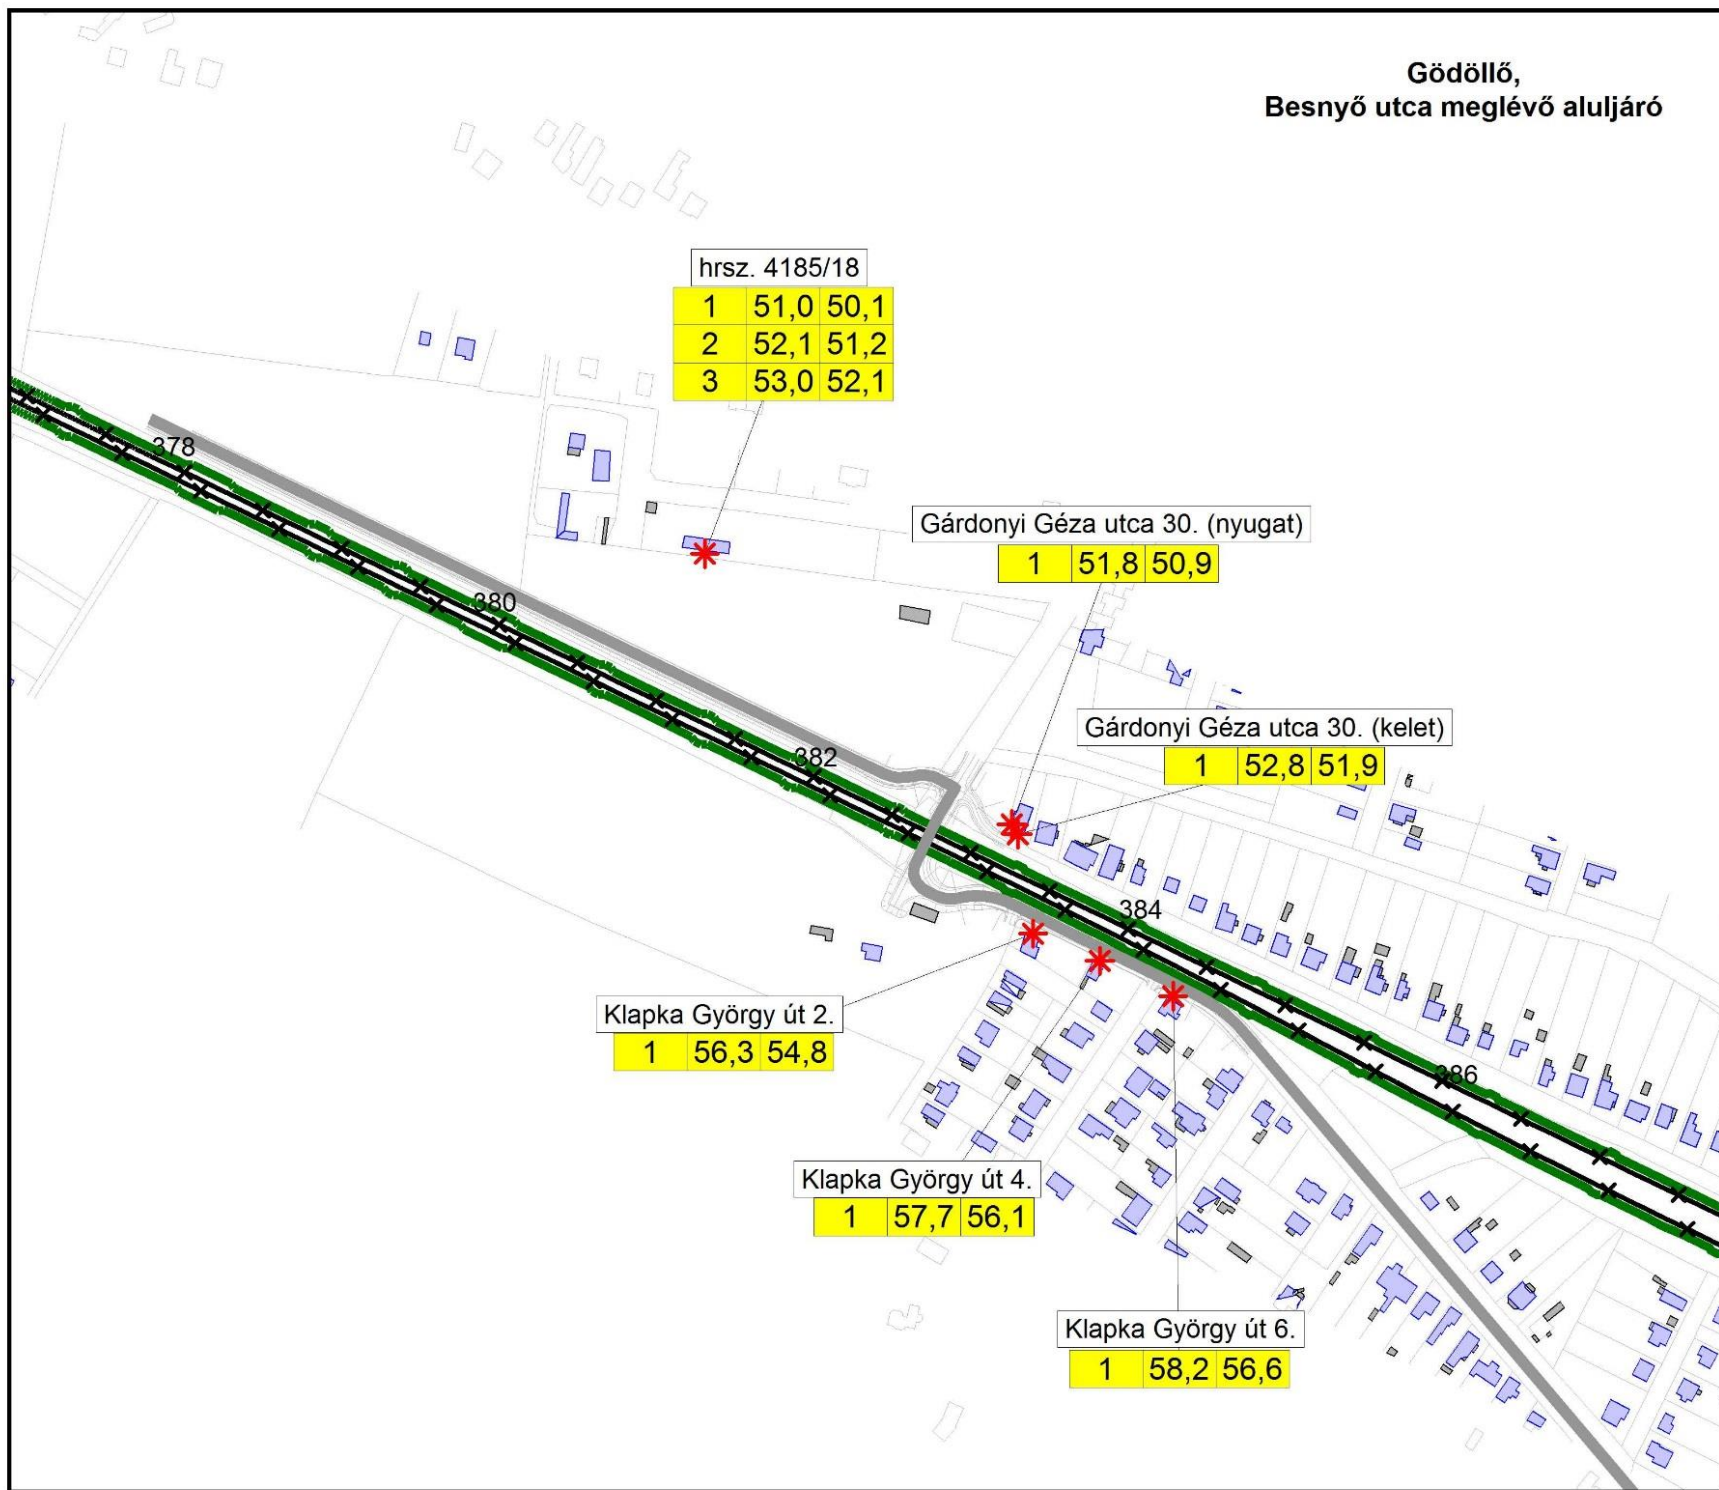 Gödöllő,
Besnyő utca meglévő aluljáró
hrsz. 4185/18
1 51,0 50,1
2 52,1 51,2
3 53,0 52,1
378
Gárdonyi Géza utca 30. (nyugat)
1 51,8 50,9
380
Gárdonyi Géza utca 30. (kelet)
1 52,8 51,9
382
384
Klapka György út 2.
1 56,3 54,8
386
Klapka György út 4.
1 57,7 56,1
Klapka György út 6.
1 58,2 56,6